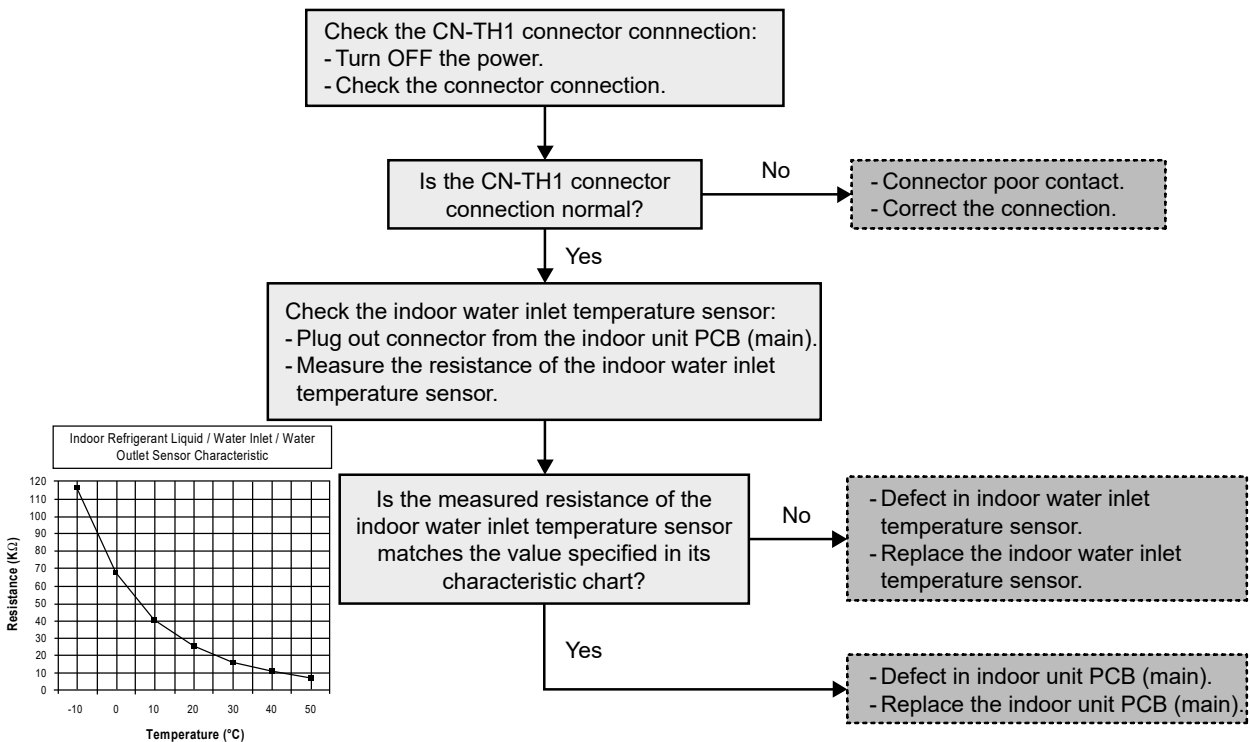 Check the CN-TH1 connector connnection:
- Turn OFF the power.
- Check the connector connection.
Is the CN-TH1 connector
connection normal?
No
- Connector poor contact.
- Correct the connection.
Yes
Check the indoor water inlet temperature sensor:
- Plug out connector from the indoor unit PCB (main).
- Measure the resistance of the indoor water inlet
temperature sensor.
Indoor Refrigerant Liquid / Water Inlet / Water
Outlet Sensor Characteristic
Resistance (KΩ)
120
110
100
90
80
70
60
50
40
30
20
10
0
-10 0 10 20 30 40 50
Temperature (°C)
Is the measured resistance of the
indoor water inlet temperature sensor
matches the value specified in its
characteristic chart?
No
- Defect in indoor water inlet
temperature sensor.
- Replace the indoor water inlet
temperature sensor.
Yes
- Defect in indoor unit PCB (main).
- Replace the indoor unit PCB (main).